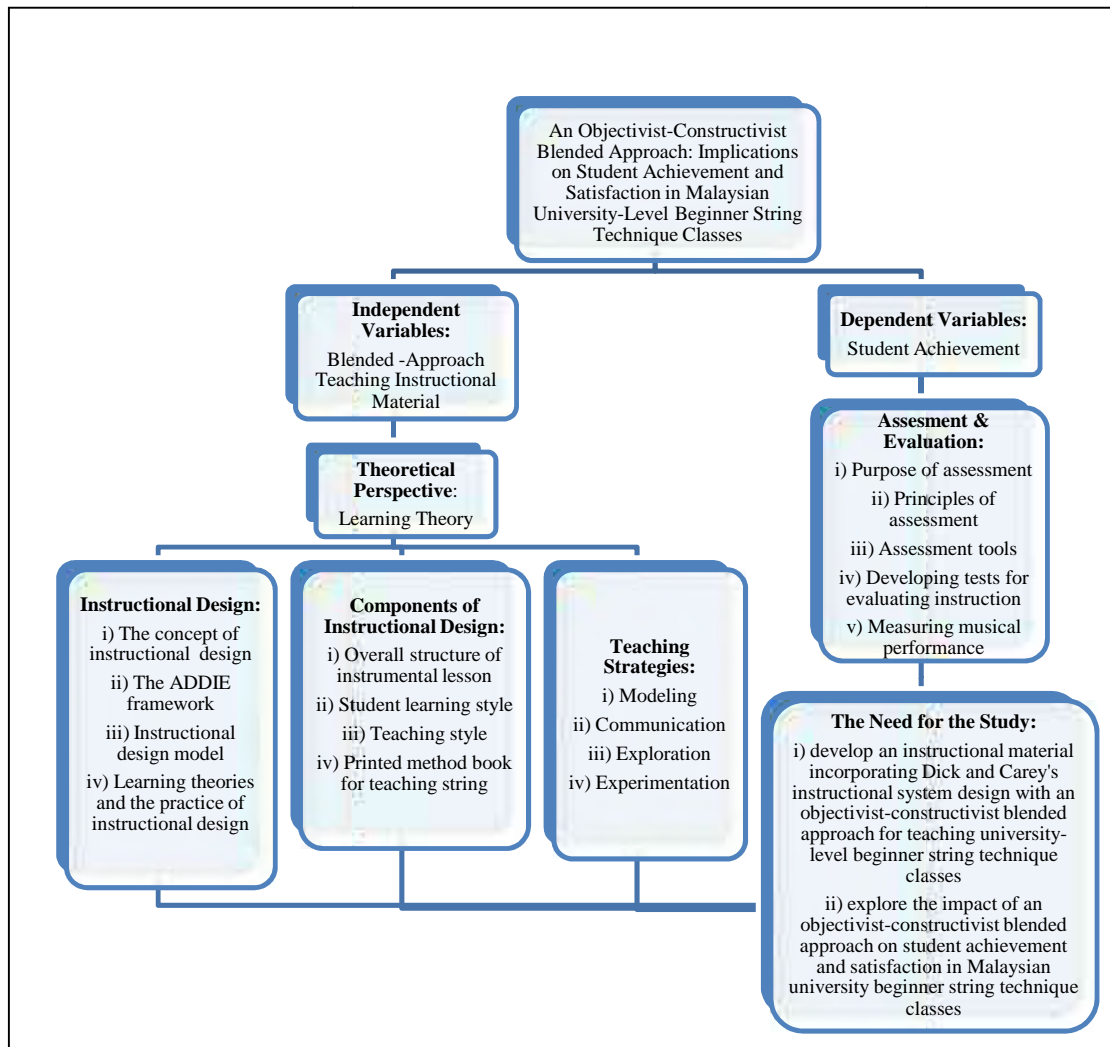 An Objectivist-Constructivist
Blended Approach: Implications
on Student Achievement and
Satisfaction in Malaysian
University-Level Beginner String
Technique Classes
Independent
Variables:
Blended -Approach
Teaching Instructional
Material
Dependent Variables:
Student Achievement
Theoretical
Perspective:
Learning Theory
Assesment &
Evaluation:
i) Purpose of assessment
ii) Principles of
assessment
iii) Assessment tools
iv) Developing tests for
evaluating instruction
v) Measuring musical
performance
Instructional Design:
i) The concept of
instructional design
ii) The ADDIE
framework
iii) Instructional
design model
iv) Learning theories
and the practice of
instructional design
Components of
Instructional Design:
i) Overall structure of
instrumental lesson
ii) Student learning style
iii) Teaching style
iv) Printed method book
for teaching string
Teaching
Strategies:
i) Modeling
ii) Communication
iii) Exploration
iv) Experimentation
The Need for the Study:
i) develop an instructional material
incorporating Dick and Carey's
instructional system design with an
objectivist-constructivist blended
approach for teaching university-
level beginner string technique
classes
ii) explore the impact of an
objectivist-constructivist blended
approach on student achievement
and satisfaction in Malaysian
university beginner string technique
classes